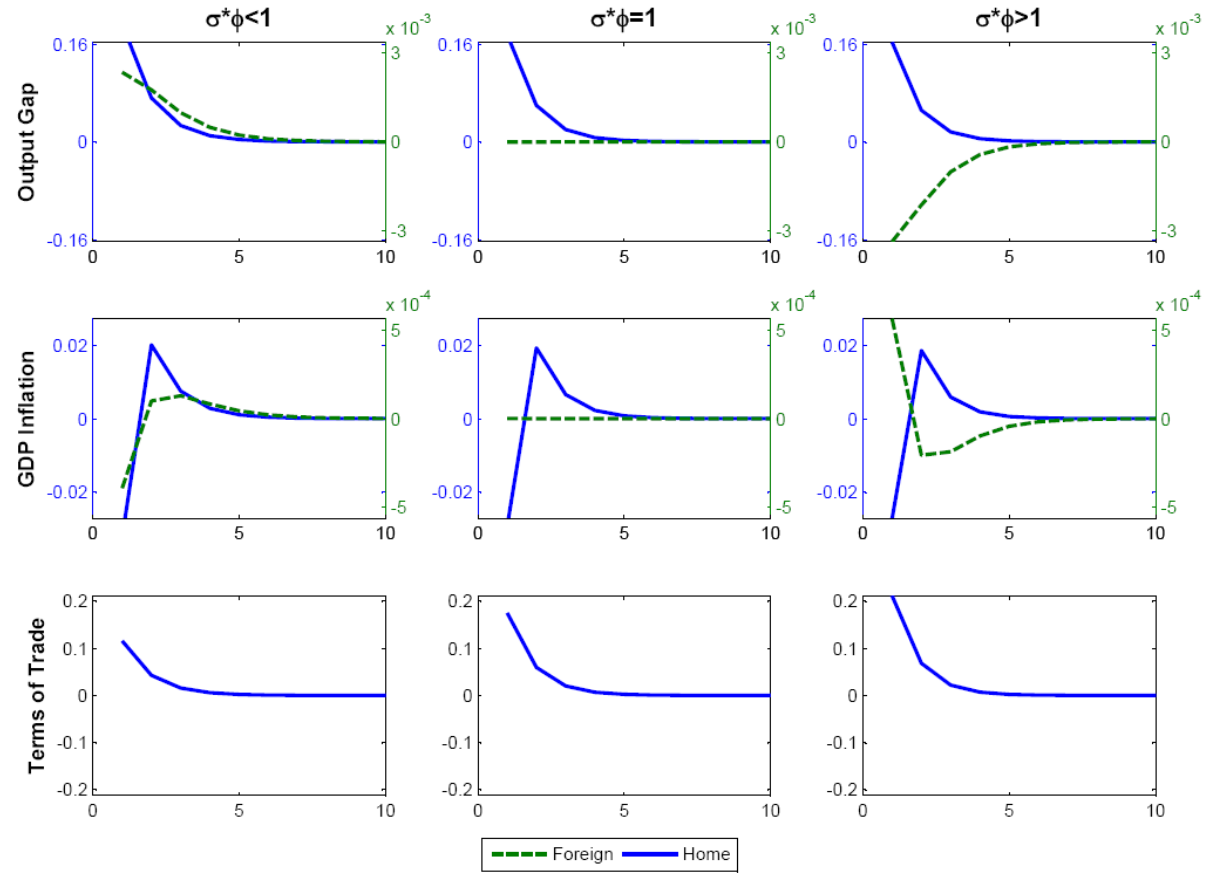 σ*ϕ<1
σ*ϕ=1
σ*ϕ>1
Output Gap
0.16
0
-0.16
x 10^-3
3
0
-3
0 5 10
0.16
0
-0.16
x 10^-3
3
0
-3
0 5 10
0.16
0
-0.16
x 10^-3
3
0
-3
0 5 10
GDP Inflation
0.02
0
-0.02
x 10^-4
5
0
-5
0 5 10
0.02
0
-0.02
x 10^-4
5
0
-5
0 5 10
0.02
0
-0.02
x 10^-4
5
0
-5
0 5 10
Terms of Trade
0.2
0.1
0
-0.1
-0.2
0 5 10
0.2
0.1
0
-0.1
-0.2
0 5 10
0.2
0.1
0
-0.1
-0.2
0 5 10
Foreign Home